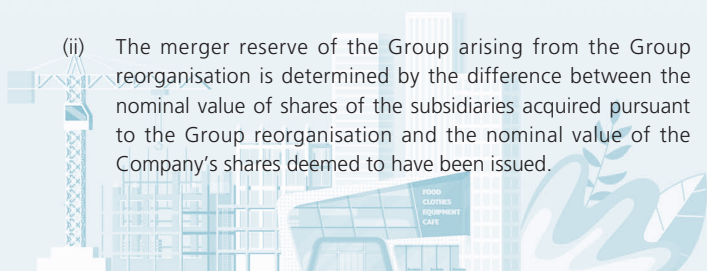 (ii) The merger reserve of the Group arising from the Group
reorganisation is determined by the difference between the
nominal value of shares of the subsidiaries acquired pursuant
to the Group reorganisation and the nominal value of the
Company’s shares deemed to have been issued.
FOOD
CLOTHES
EQUIPMENT
CAFE